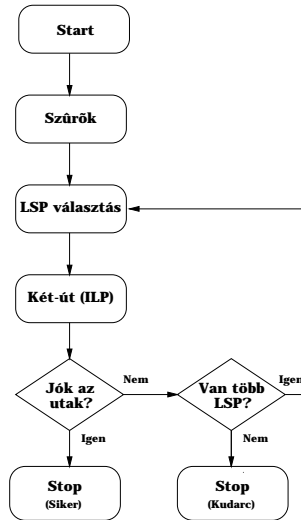 Start
Szûrõk
LSP választás
Két-út (ILP)
Jók az
utak?
Nem
Van több
LSP?
Igen
Igen
Nem
Stop
(Siker)
Stop
(Kudarc)